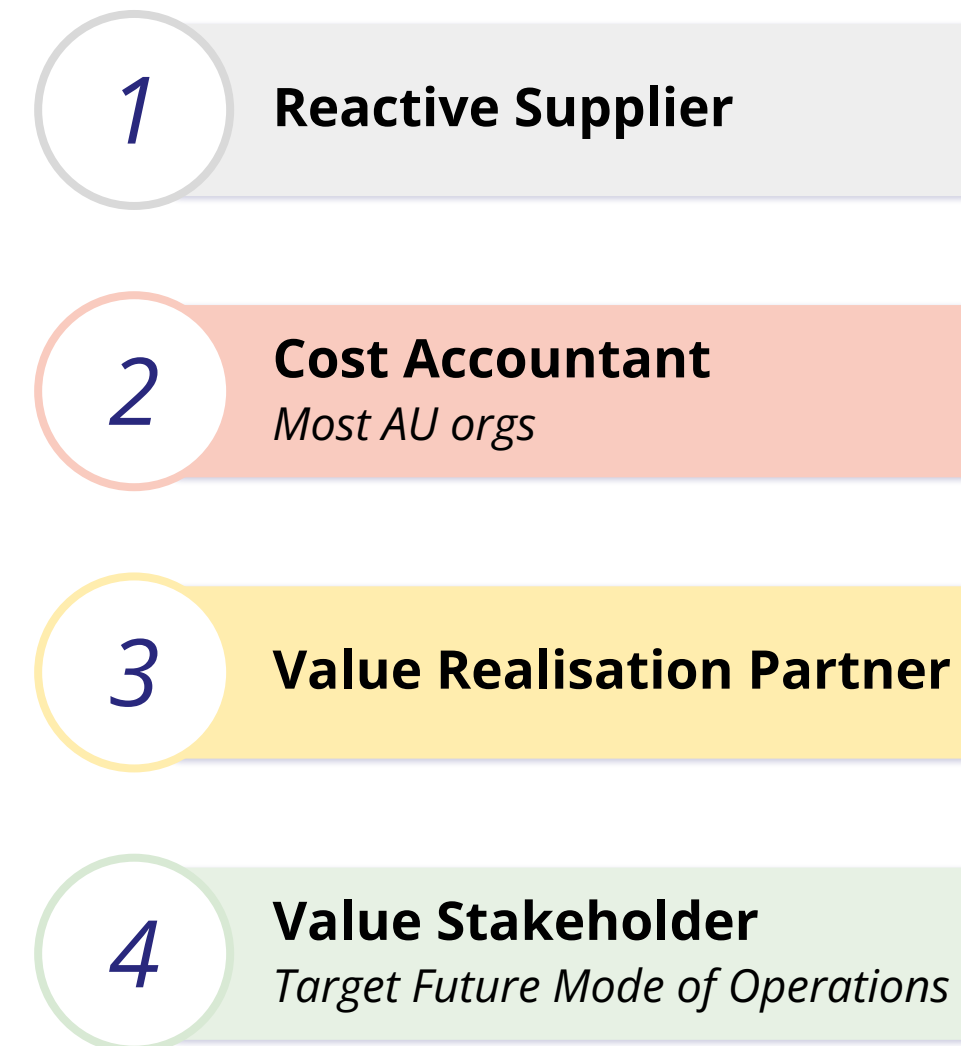 1
Reactive Supplier
2
Cost Accountant
Most AU orgs
3
Value Realisation Partner
4
Value Stakeholder
Target Future Mode of Operations